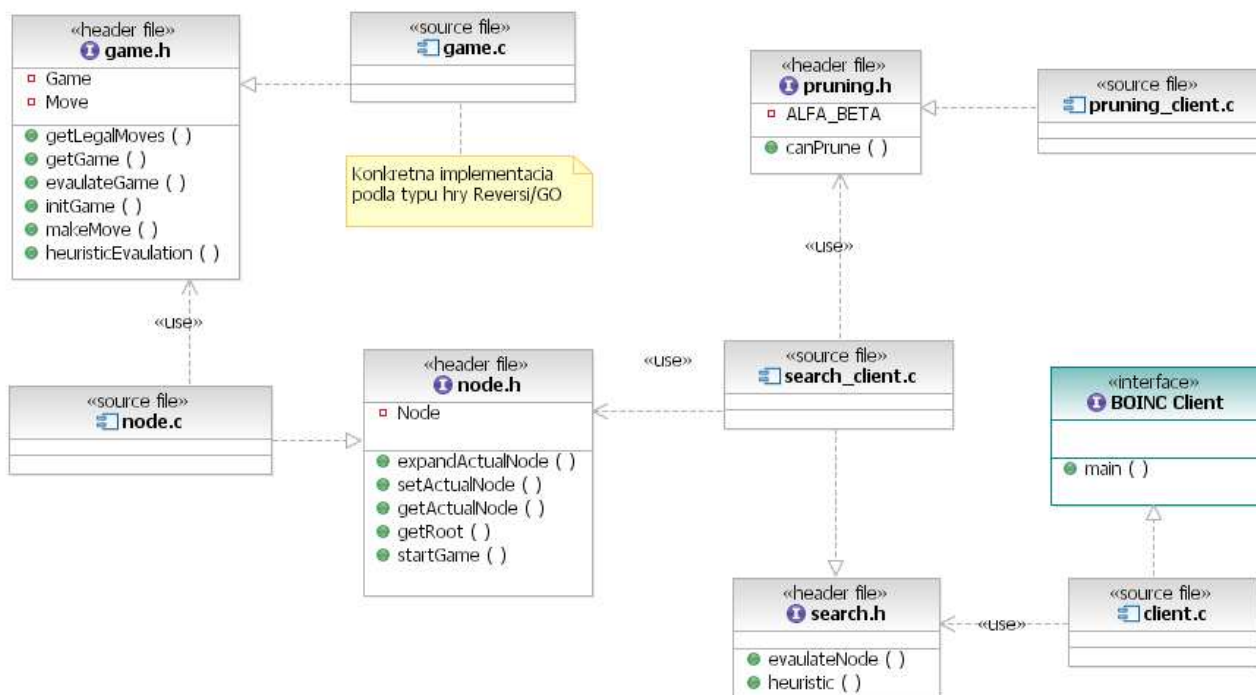 «header file»
game.h
Game
Move
getLegalMoves ( )
getGame ( )
evaulateGame ( )
initGame ( )
makeMove ( )
heuristicEvaulation ( )
«source file»
game.c
Konkretna implementacia
podla typu hry Reversi/GO
«header file»
pruning.h
ALFA_BETA
canPrune ( )
«source file»
pruning_client.c
«use»
«use»
«source file»
node.c
«header file»
node.h
Node
expandActualNode ( )
setActualNode ( )
getActualNode ( )
getRoot ( )
startGame ( )
«use»
«source file»
search_client.c
«interface»
BOINC Client
main ( )
«header file»
search.h
evaulateNode ( )
heuristic ( )
«use»
«source file»
client.c